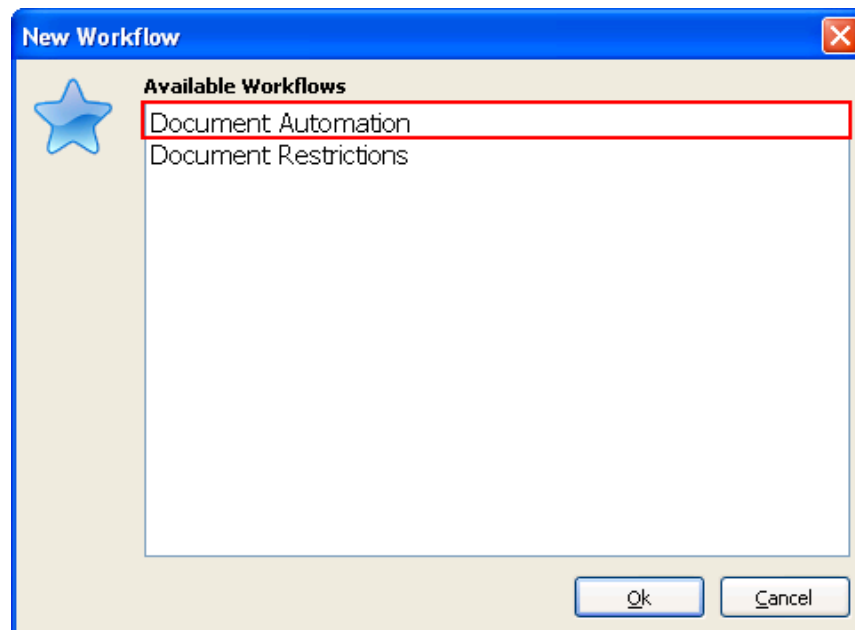 New Workflow
Available Workflows
Document Automation
Document Restrictions
Ok
Cancel